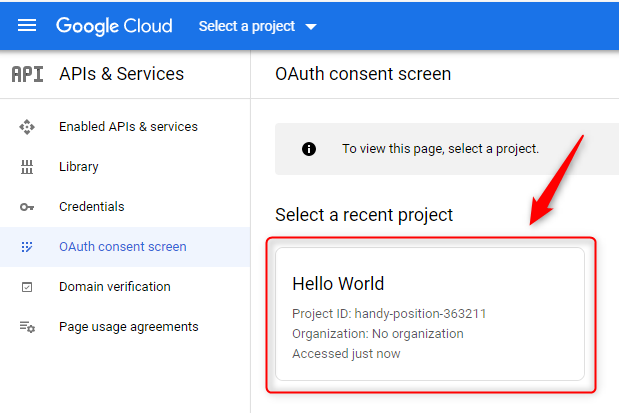 Google Cloud Select a project
API APIs & Services
OAuth consent screen
Enabled APIs & services
Library
Credentials
OAuth consent screen
Domain verification
Page usage agreements
To view this page, select a project.
Select a recent project
Hello World
Project ID: handy-position-363211
Organization: No organization
Accessed just now